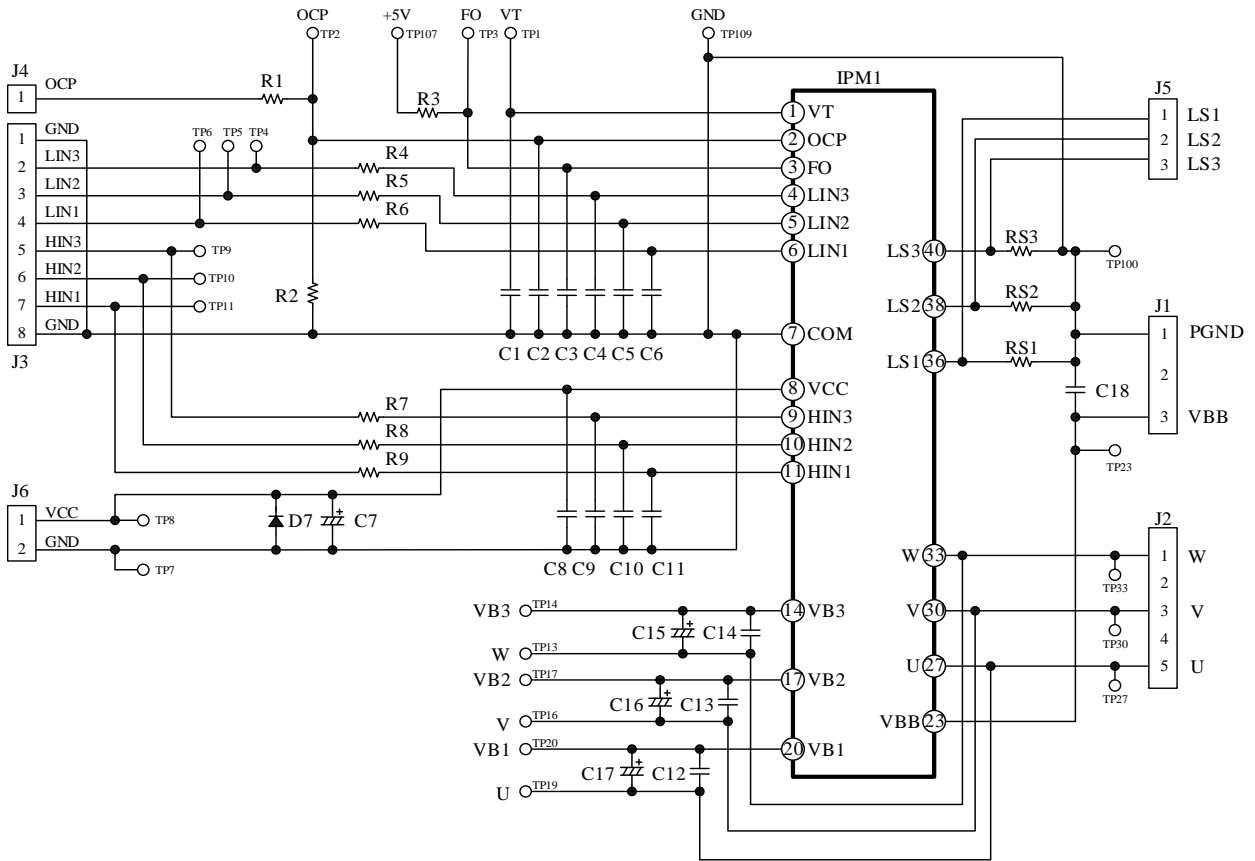 OCP +5V FO VT GND
TP2 TP107 TP3 TP1 TP109
J4 OCP R1 R3 IPM1 J5
1
1 VT 1 LS1
J3
1 GND TP6 TP5 TP4 2 OCP 2 LS2
2 LIN3 R4 3 FO 3 LS3
3 LIN2 R5 4 LIN3
4 LIN1 R6 5 LIN2
5 HIN3 TP9 6 LIN1 LS3 40 RS3 TP100
6 HIN2 TP10
7 HIN1 TP11 R2 LS2 38 RS2 J1
8 GND 7 COM 1 PGND
C1 C2 C3 C4 C5 C6 LS1 36 RS1 2
8 VCC C18
R7 9 HIN3 3 VBB
R8 10 HIN2 TP23
R9 11 HIN1
J6
1 VCC TP8 D7 + C7
2 GND TP7
C8 C9 C10 C11
J2
W 33 TP33 1 W
2
VB3 TP14 C15 + C14 14 VB3 V 30 TP30 3 V
W TP13 4
VB2 TP17 C16 + C13 17 VB2 U 27 TP27 5 U
V TP16 VBB 23
VB1 TP20 C17 + C12 20 VB1
U TP19